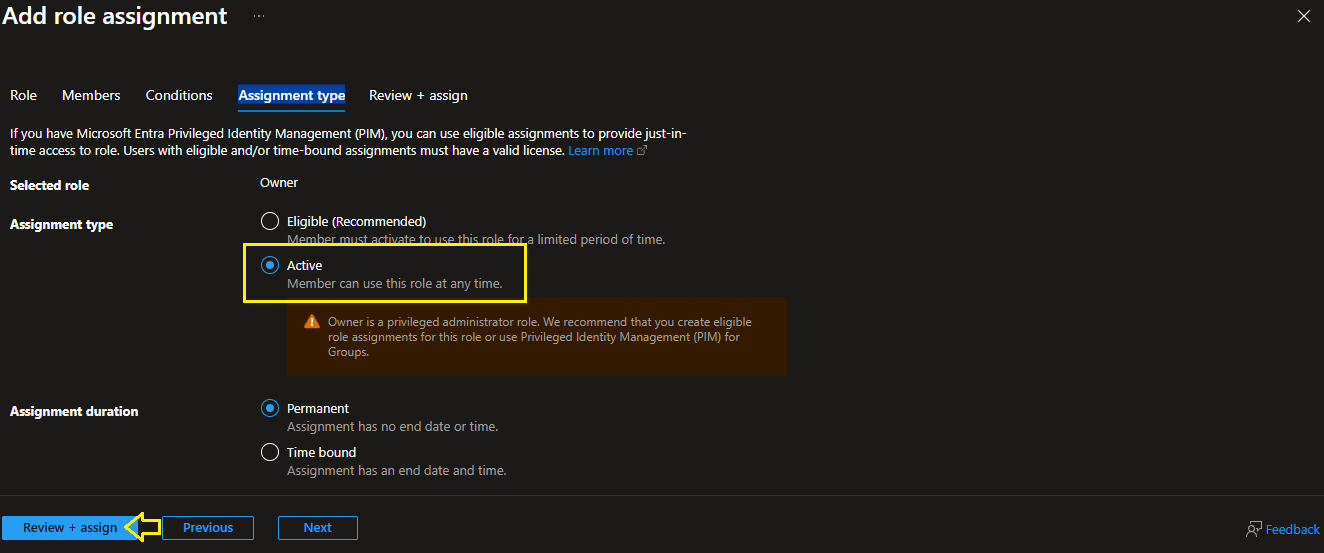 Add role assignment ...
Role Members Conditions Assignment type Review + assign
If you have Microsoft Entra Privileged Identity Management (PIM), you can use eligible assignments to provide just-in-
time access to role. Users with eligible and/or time-bound assignments must have a valid license. Learn more
Selected role Owner
Assignment type Eligible (Recommended)
Member must activate to use this role for a limited period of time.
Active
Member can use this role at any time.
Owner is a privileged administrator role. We recommend that you create eligible
role assignments for this role or use Privileged Identity Management (PIM) for
Groups.
Assignment duration Permanent
Assignment has no end date or time.
Time bound
Assignment has an end date and time.
Review + assign Previous Next Feedback